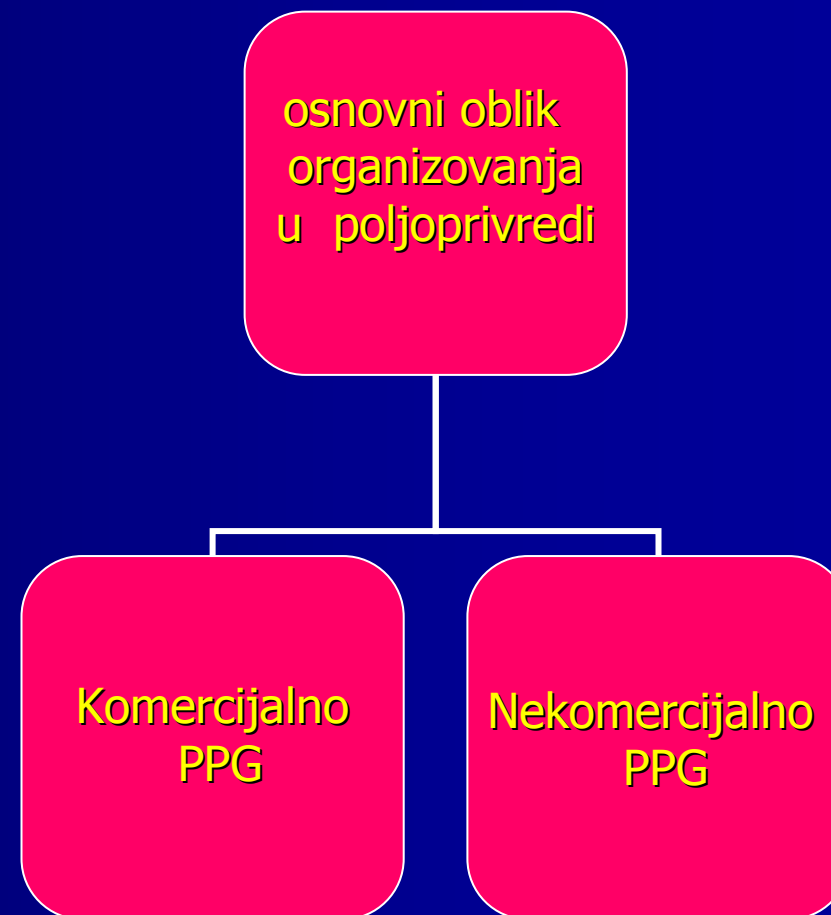 osnovni oblik
organizovanja
u poljoprivredi
Komercijalno
PPG
Nekomercijalno
PPG